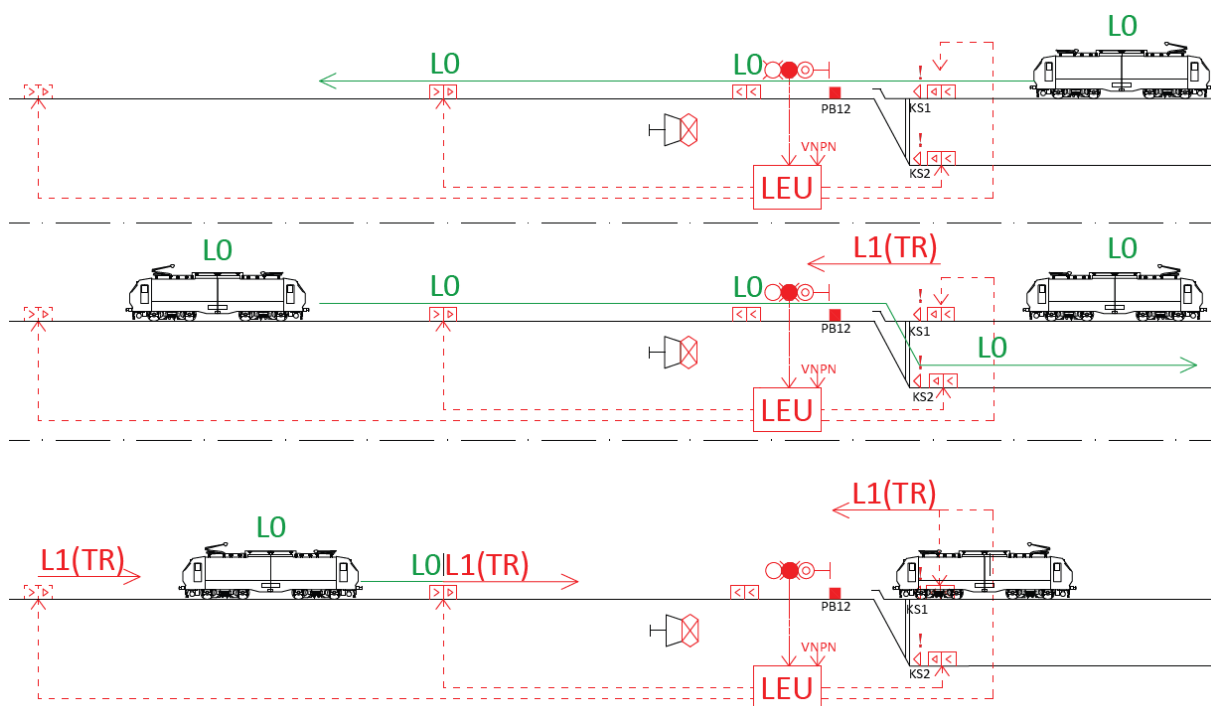 L0
L0 L0
PB12 ! KS1
VNPN ! KS2
LEU
L0 L1(TR) L0
L0 L0
PB12 ! KS1
VNPN ! L0
KS2
LEU
L1(TR)
L1(TR) L0 L0 L1(TR)
PB12 ! KS1
VNPN ! KS2
LEU